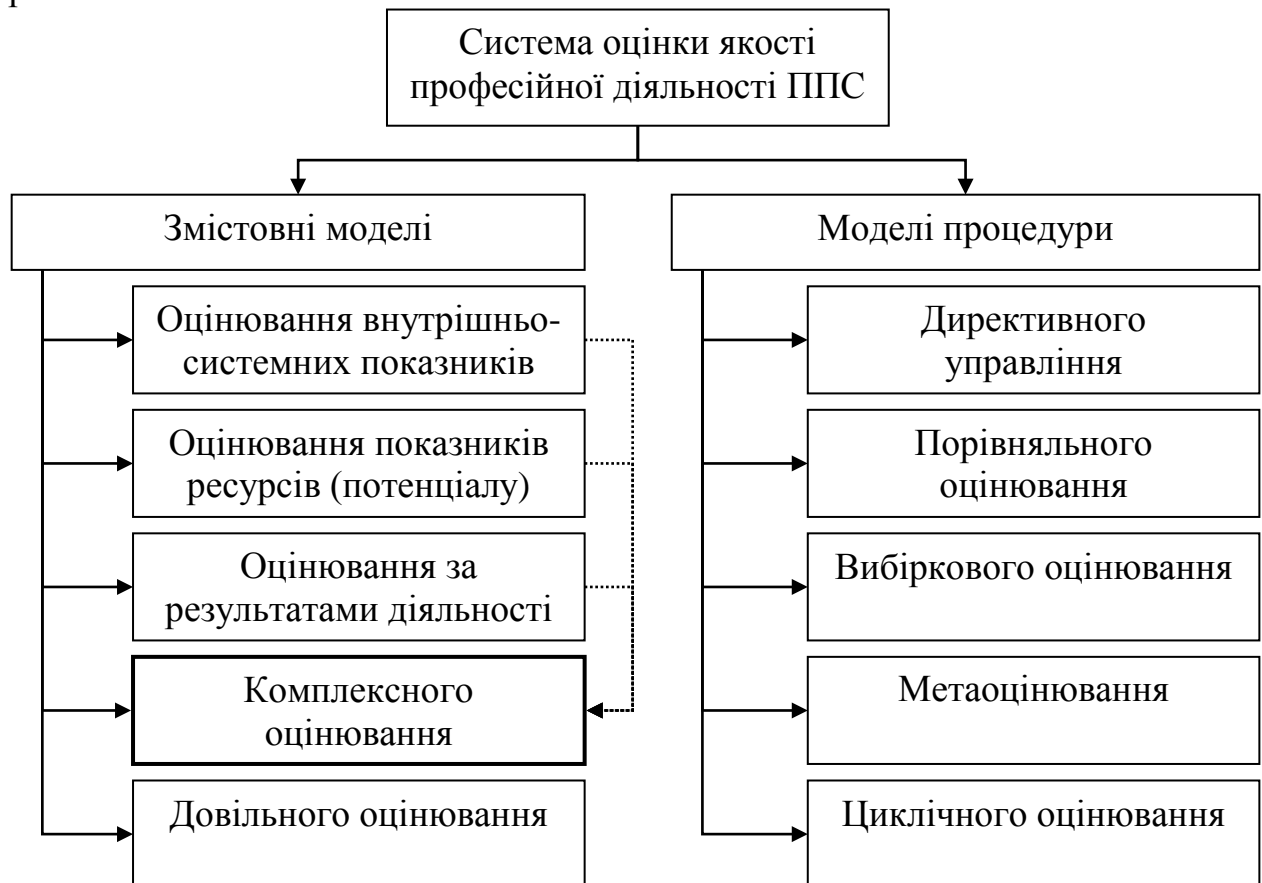 Система оцінки якості
професійної діяльності ППС
Змістовні моделі
Оцінювання внутрішньо-
системних показників
Оцінювання показників
ресурсів (потенціалу)
Оцінювання за
результатами діяльності
Комплексного
оцінювання
Довільного оцінювання
Моделі процедури
Директивного
управління
Порівняльного
оцінювання
Вибіркового оцінювання
Метаоцінювання
Циклічного оцінювання